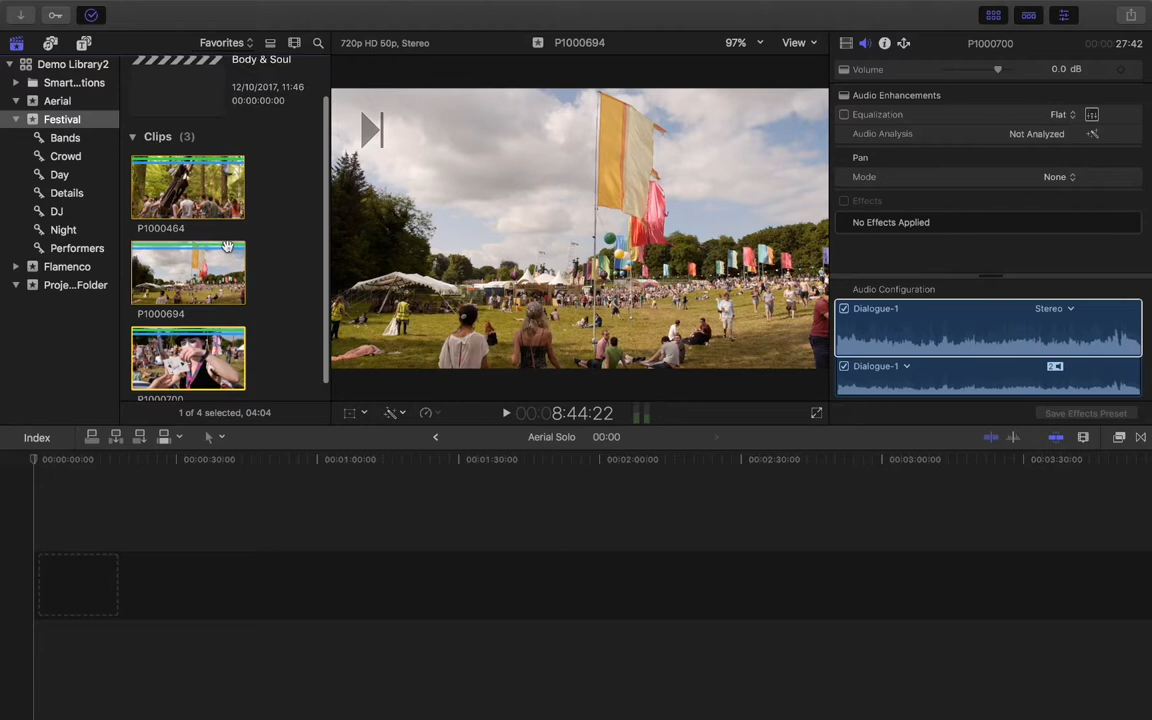 Favorites
720p HD 50p, Stereo
P1000694
97%
View
P1000700
00:00:00:27:42
Demo Library2
Smart...tions
Aerial
Festival
Bands
Crowd
Day
Details
DJ
Night
Performers
Flamenco
Proje...Folder
Body & Soul
12/10/2017, 11:46
00:00:00:00
Clips (3)
P1000464
P1000694
P1000700
1 of 4 selected, 04:04
00:08:44:22
Volume
0.0 dB
Audio Enhancements
Equalization
Flat
Audio Analysis
Not Analyzed
Pan
Mode
None
Effects
No Effects Applied
Audio Configuration
Dialogue-1
Stereo
Dialogue-1
2
Save Effects Preset
Index
Aerial Solo
00:00
00:00:00:00
00:00:30:00
00:01:00:00
00:01:30:00
00:02:00:00
00:02:30:00
00:03:00:00
00:03:30:00